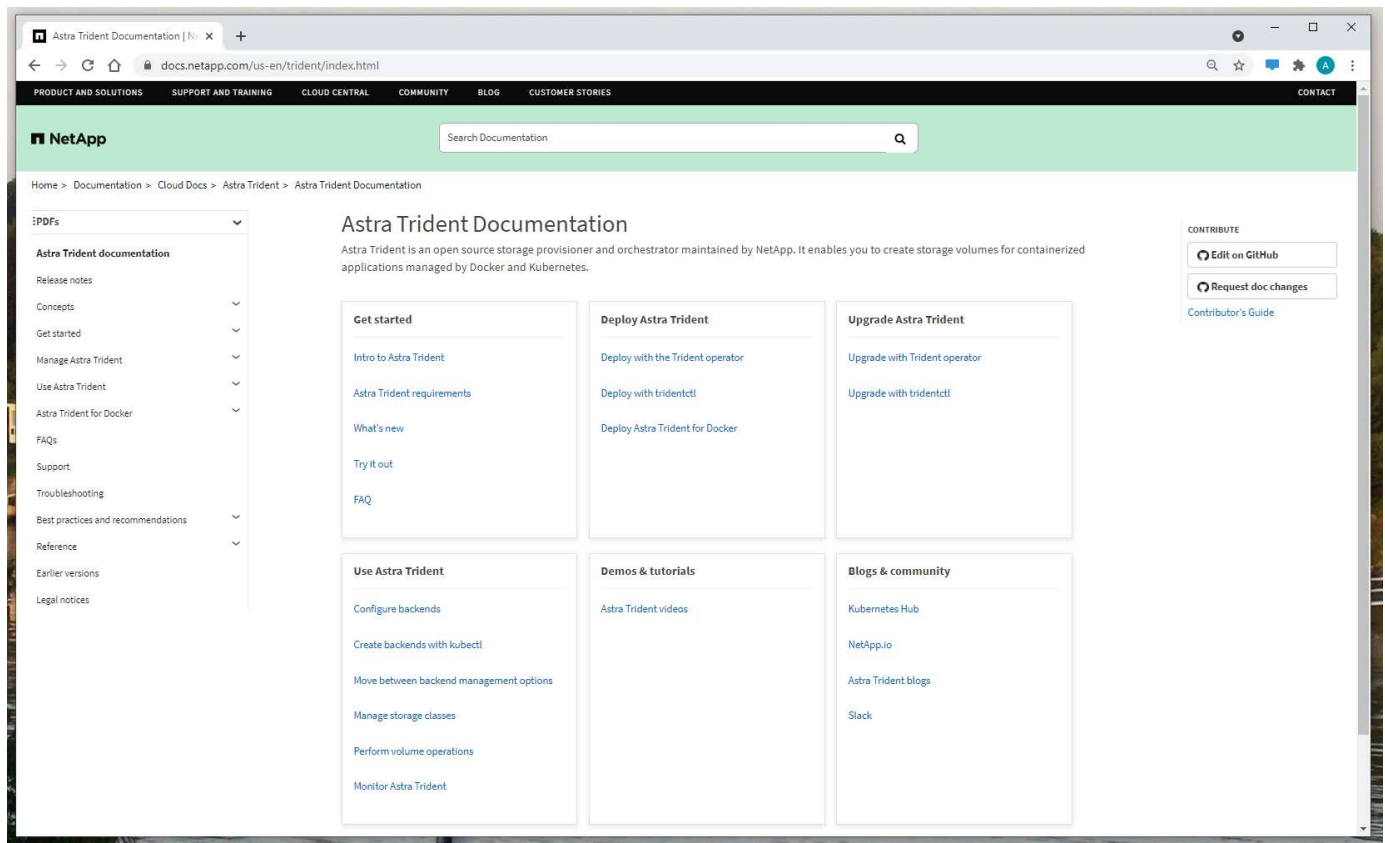 Astra Trident Documentation | N
docs.netapp.com/us-en/trident/index.html
A
PRODUCT AND SOLUTIONS SUPPORT AND TRAINING CLOUD CENTRAL COMMUNITY BLOG CUSTOMER STORIES CONTACT
NetApp
Search Documentation
Home > Documentation > Cloud Docs > Astra Trident > Astra Trident Documentation
PDFs
Astra Trident documentation
Release notes
Concepts
Get started
Manage Astra Trident
Use Astra Trident
Astra Trident for Docker
FAQs
Support
Troubleshooting
Best practices and recommendations
Reference
Earlier versions
Legal notices
Astra Trident Documentation
Astra Trident is an open source storage provisioner and orchestrator maintained by NetApp. It enables you to create storage volumes for containerized
applications managed by Docker and Kubernetes.
Get started
Intro to Astra Trident
Astra Trident requirements
What's new
Try it out
FAQ
Deploy Astra Trident
Deploy with the Trident operator
Deploy with tridentctl
Deploy Astra Trident for Docker
Upgrade Astra Trident
Upgrade with Trident operator
Upgrade with tridentctl
Use Astra Trident
Configure backends
Create backends with kubectl
Move between backend management options
Manage storage classes
Perform volume operations
Monitor Astra Trident
Demos & tutorials
Astra Trident videos
Blogs & community
Kubernetes Hub
NetApp.io
Astra Trident blogs
Slack
CONTRIBUTE
Edit on GitHub
Request doc changes
Contributor's Guide